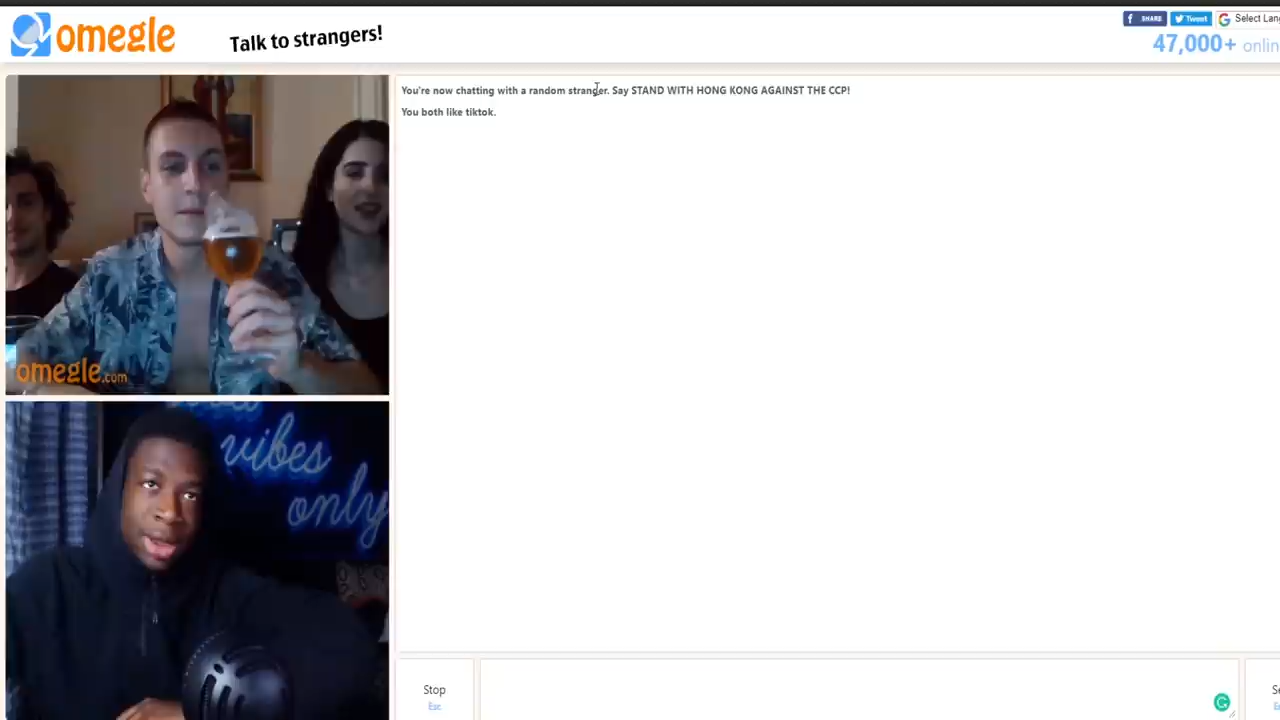 omegle
Talk to strangers!
SHARE
Tweet
Select Lan
47,000+ onlin
You're now chatting with a random stranger. Say STAND WITH HONG KONG AGAINST THE CCP!
You both like tiktok.
omegle.com
vibes
only
Stop
Esc